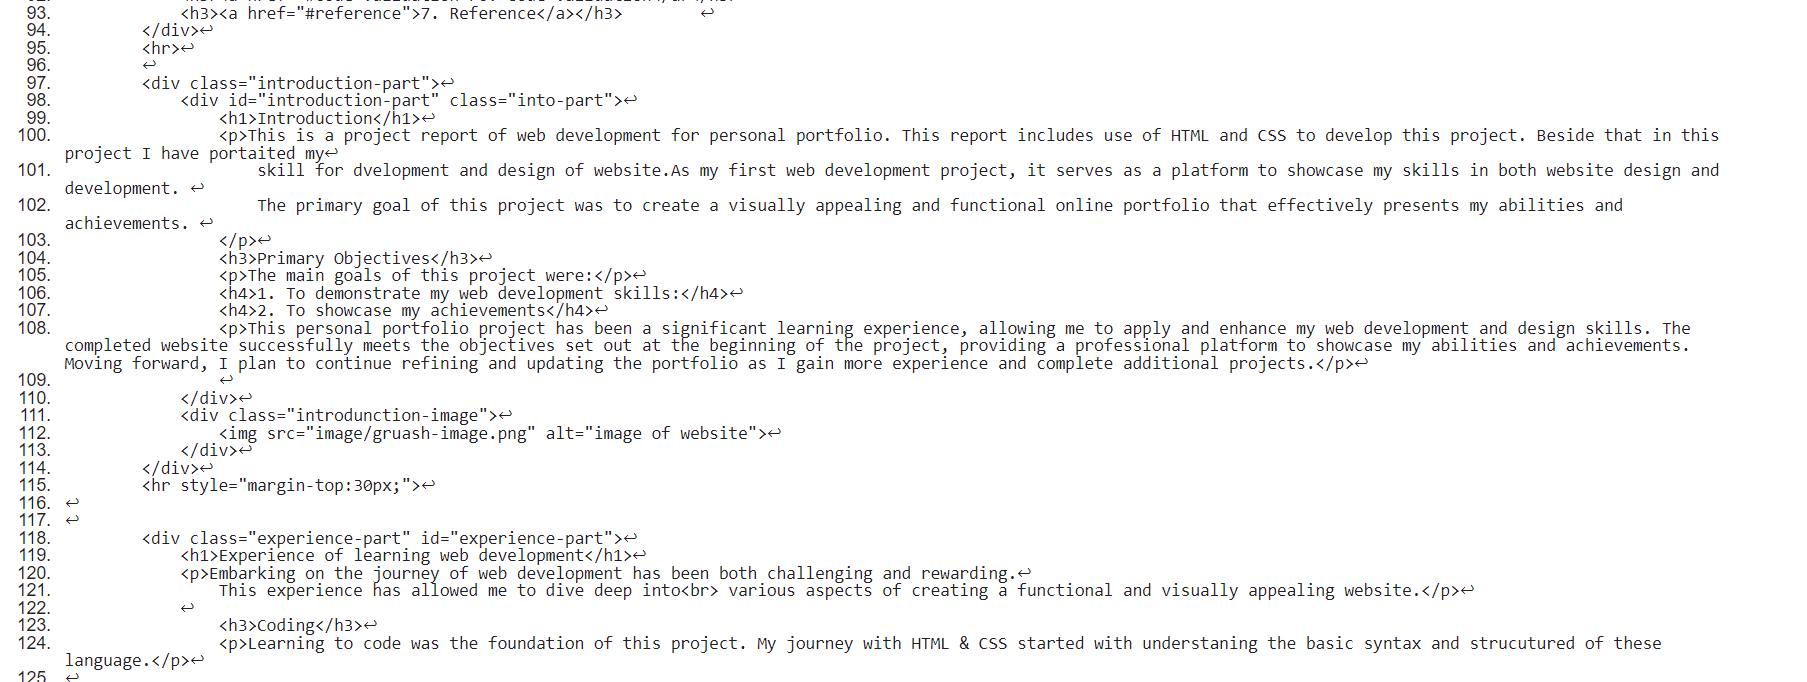 93. <h3><a href="#reference">7. Reference</a></h3> ↩
94. </div>↩
95. <hr>↩
96. ↩
97. <div class="introduction-part">↩
98. <div id="introduction-part" class="into-part">↩
99. <h1>Introduction</h1>↩
100. <p>This is a project report of web development for personal portfolio. This report includes use of HTML and CSS to develop this project. Beside that in this
project I have portaited my↩
101. skill for dvelopment and design of website.As my first web development project, it serves as a platform to showcase my skills in both website design and
development. ↩
102. The primary goal of this project was to create a visually appealing and functional online portfolio that effectively presents my abilities and
achievements. ↩
103. </p>↩
104. <h3>Primary Objectives</h3>↩
105. <p>The main goals of this project were:</p>↩
106. <h4>1. To demonstrate my web development skills:</h4>↩
107. <h4>2. To showcase my achievements</h4>↩
108. <p>This personal portfolio project has been a significant learning experience, allowing me to apply and enhance my web development and design skills. The
completed website successfully meets the objectives set out at the beginning of the project, providing a professional platform to showcase my abilities and achievements.
Moving forward, I plan to continue refining and updating the portfolio as I gain more experience and complete additional projects.</p>↩
109. ↩
110. </div>↩
111. <div class="introdunction-image">↩
112. <img src="image/gruash-image.png" alt="image of website">↩
113. </div>↩
114. </div>↩
115. <hr style="margin-top:30px;">↩
116. ↩
117. ↩
118. <div class="experience-part" id="experience-part">↩
119. <h1>Experience of learning web development</h1>↩
120. <p>Embarking on the journey of web development has been both challenging and rewarding.↩
121. This experience has allowed me to dive deep into<br> various aspects of creating a functional and visually appealing website.</p>↩
122. ↩
123. <h3>Coding</h3>↩
124. <p>Learning to code was the foundation of this project. My journey with HTML & CSS started with understaning the basic syntax and strucutured of these
language.</p>↩
125. ↩